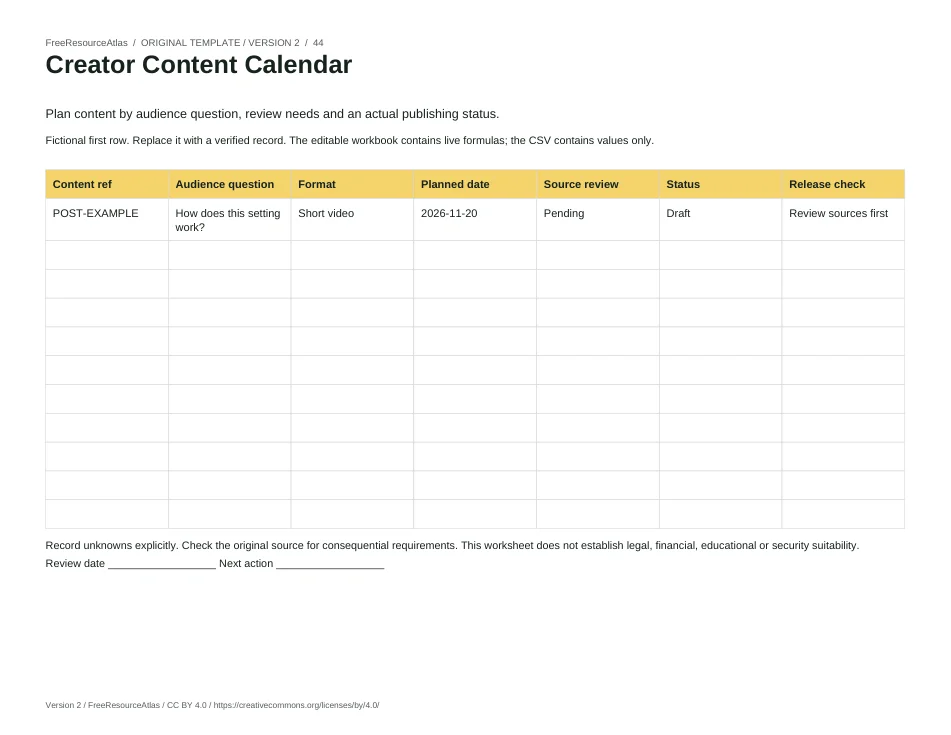 FreeResourceAtlas / ORIGINAL TEMPLATE / VERSION 2 / 44
Creator Content Calendar
Plan content by audience question, review needs and an actual publishing status.
Fictional first row. Replace it with a verified record. The editable workbook contains live formulas; the CSV contains values only.
Content ref Audience question Format Planned date Source review Status Release check
POST-EXAMPLE How does this setting work? Short video 2026-11-20 Pending Draft Review sources first
Record unknowns explicitly. Check the original source for consequential requirements. This worksheet does not establish legal, financial, educational or security suitability.
Review date __________________ Next action __________________
Version 2 / FreeResourceAtlas / CC BY 4.0 / https://creativecommons.org/licenses/by/4.0/